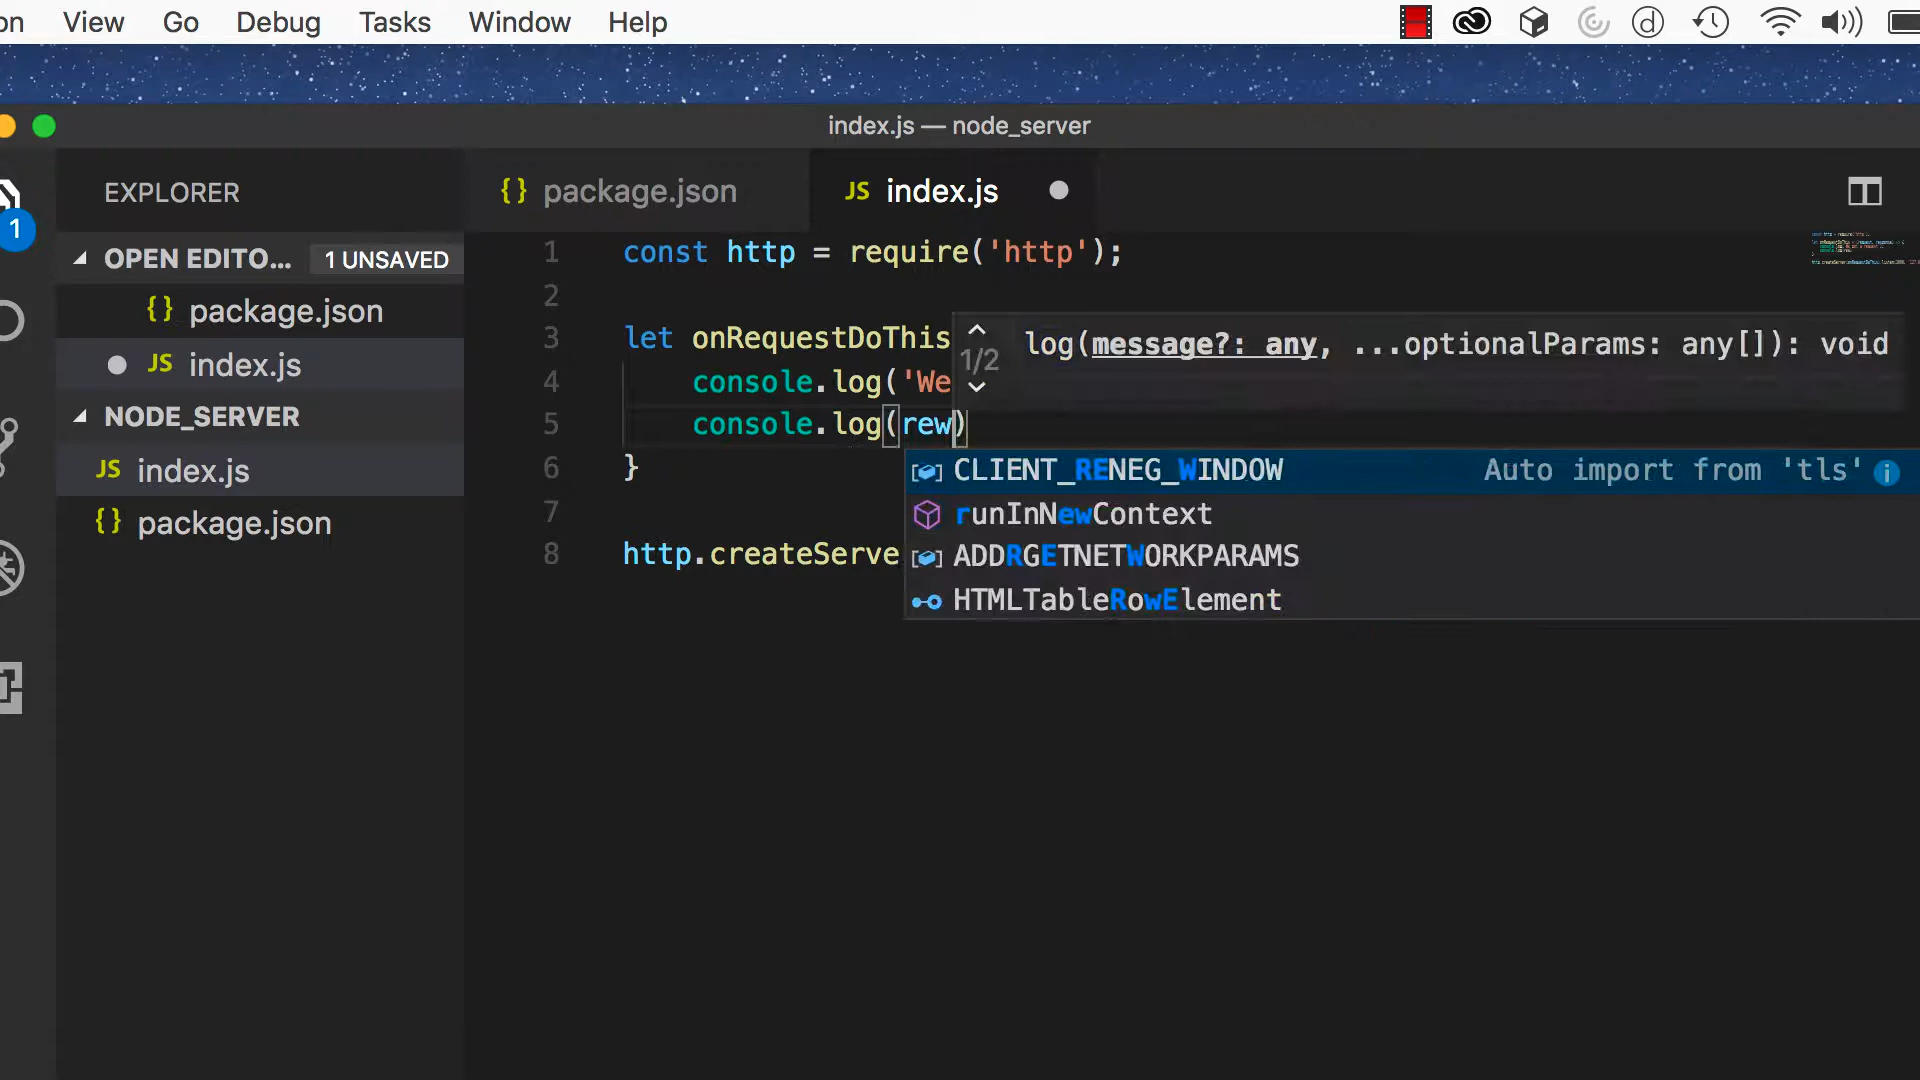 on View Go Debug Tasks Window Help
index.js — node_server
EXPLORER
{} package.json
JS index.js
1
OPEN EDITO... 1 UNSAVED
{} package.json
JS index.js
NODE_SERVER
JS index.js
{} package.json
1 const http = require('http');
2
3 let onRequestDoThis
4 console.log('We
5 console.log(rew)
6 }
7
8 http.createServe
1/2 log(message?: any, ...optionalParams: any[]): void
CLIENT_RENEG_WINDOW Auto import from 'tls'
runInNewContext
ADDRGETNETWORKPARAMS
HTMLTableRowElement